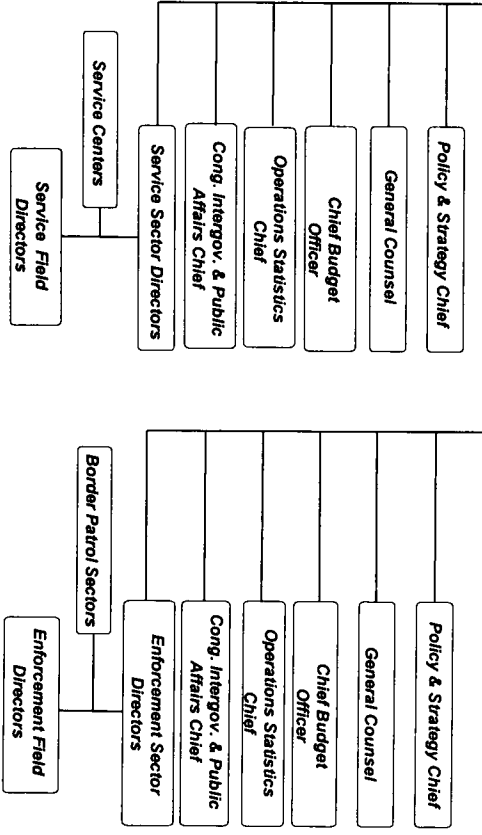 Policy & Strategy Chief
General Counsel
Chief Budget
Officer
Operations Statistics
Chief
Cong. Intergov. & Public
Affairs Chief
Service Sector Directors
Service Centers
Service Field
Directors
Policy & Strategy Chief
General Counsel
Chief Budget
Officer
Operations Statistics
Chief
Cong. Intergov. & Public
Affairs Chief
Enforcement Sector
Directors
Border Patrol Sectors
Enforcement Field
Directors